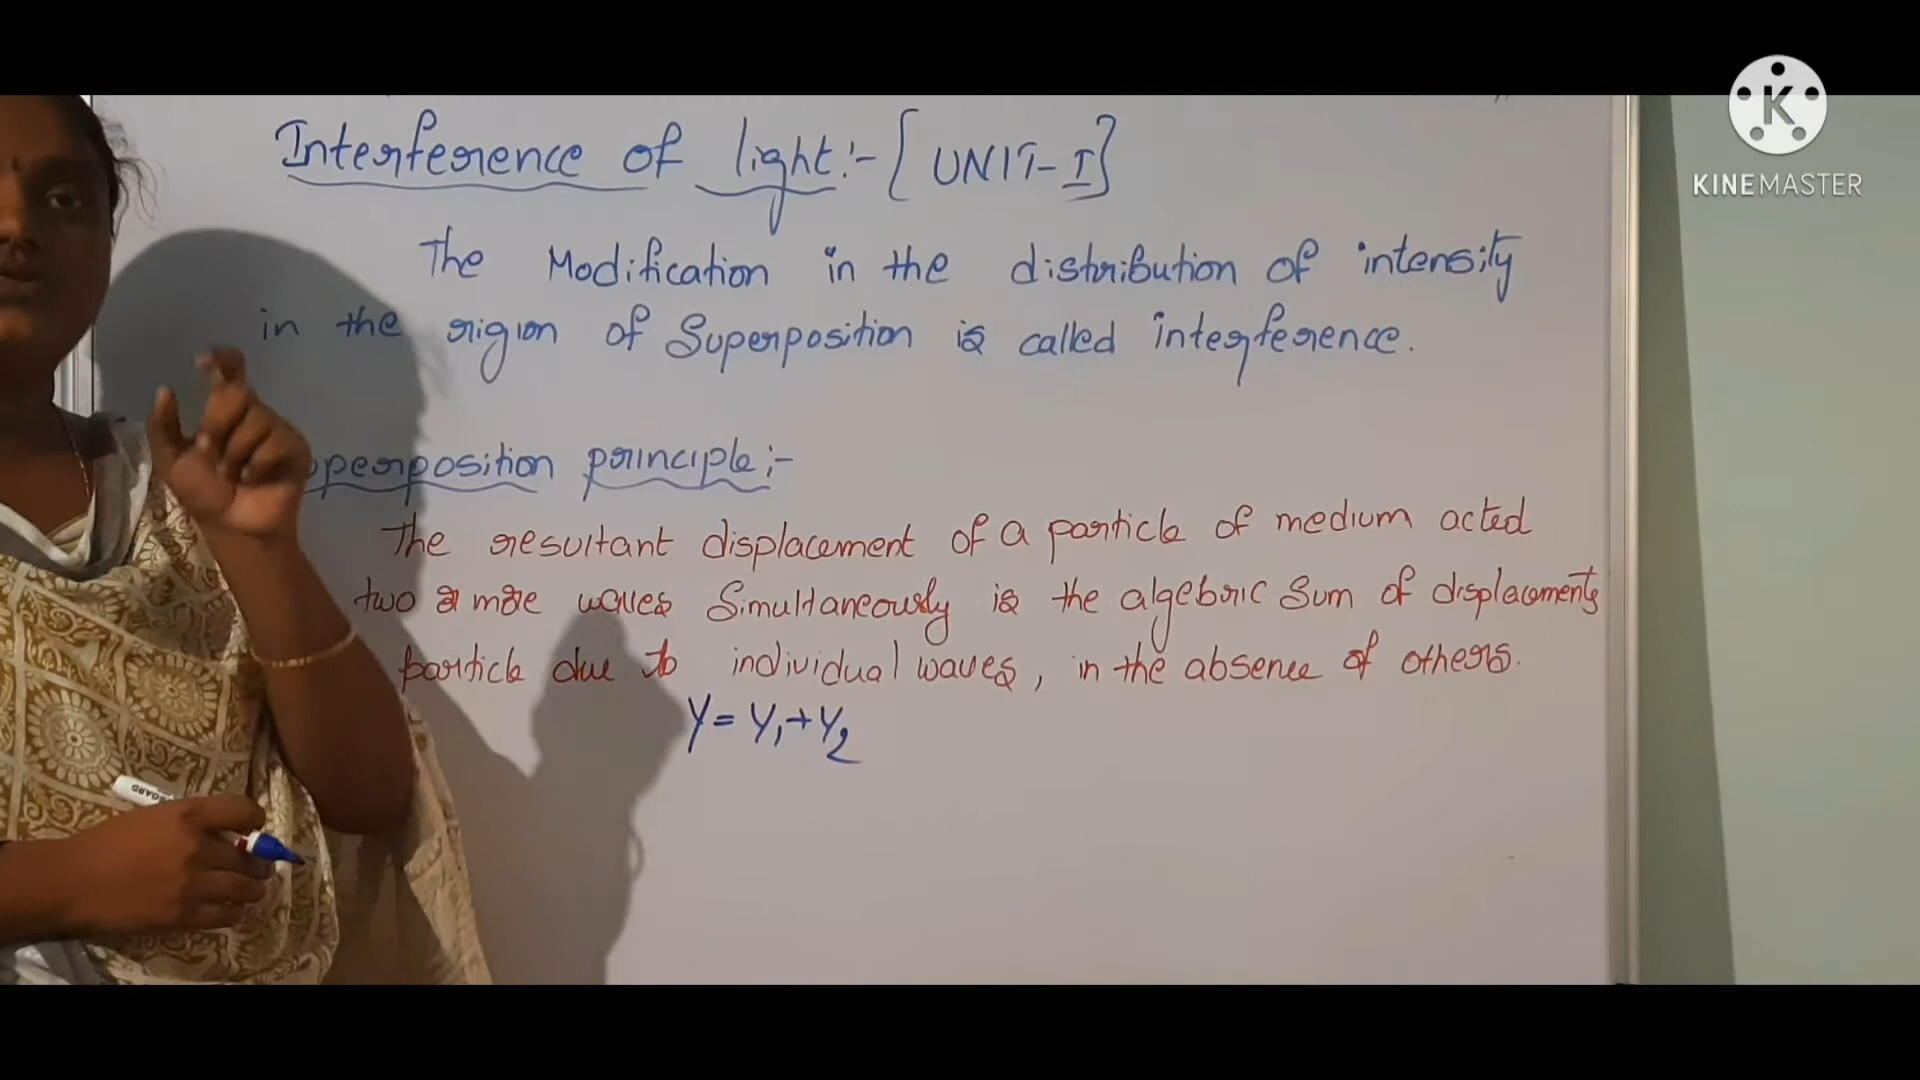 Interference of light:- [UNIT-I]
The Modification in the distribution of intensity
in the rigion of Superposition is called interference.
perposition principle:-
The resultant displacement of a particle of medium acted
two or more waves Simultaneously is the algebric Sum of displacements
particle due to individual waves, in the absence of others.
Y = Y1+Y2
K
KINEMASTER
BOARD